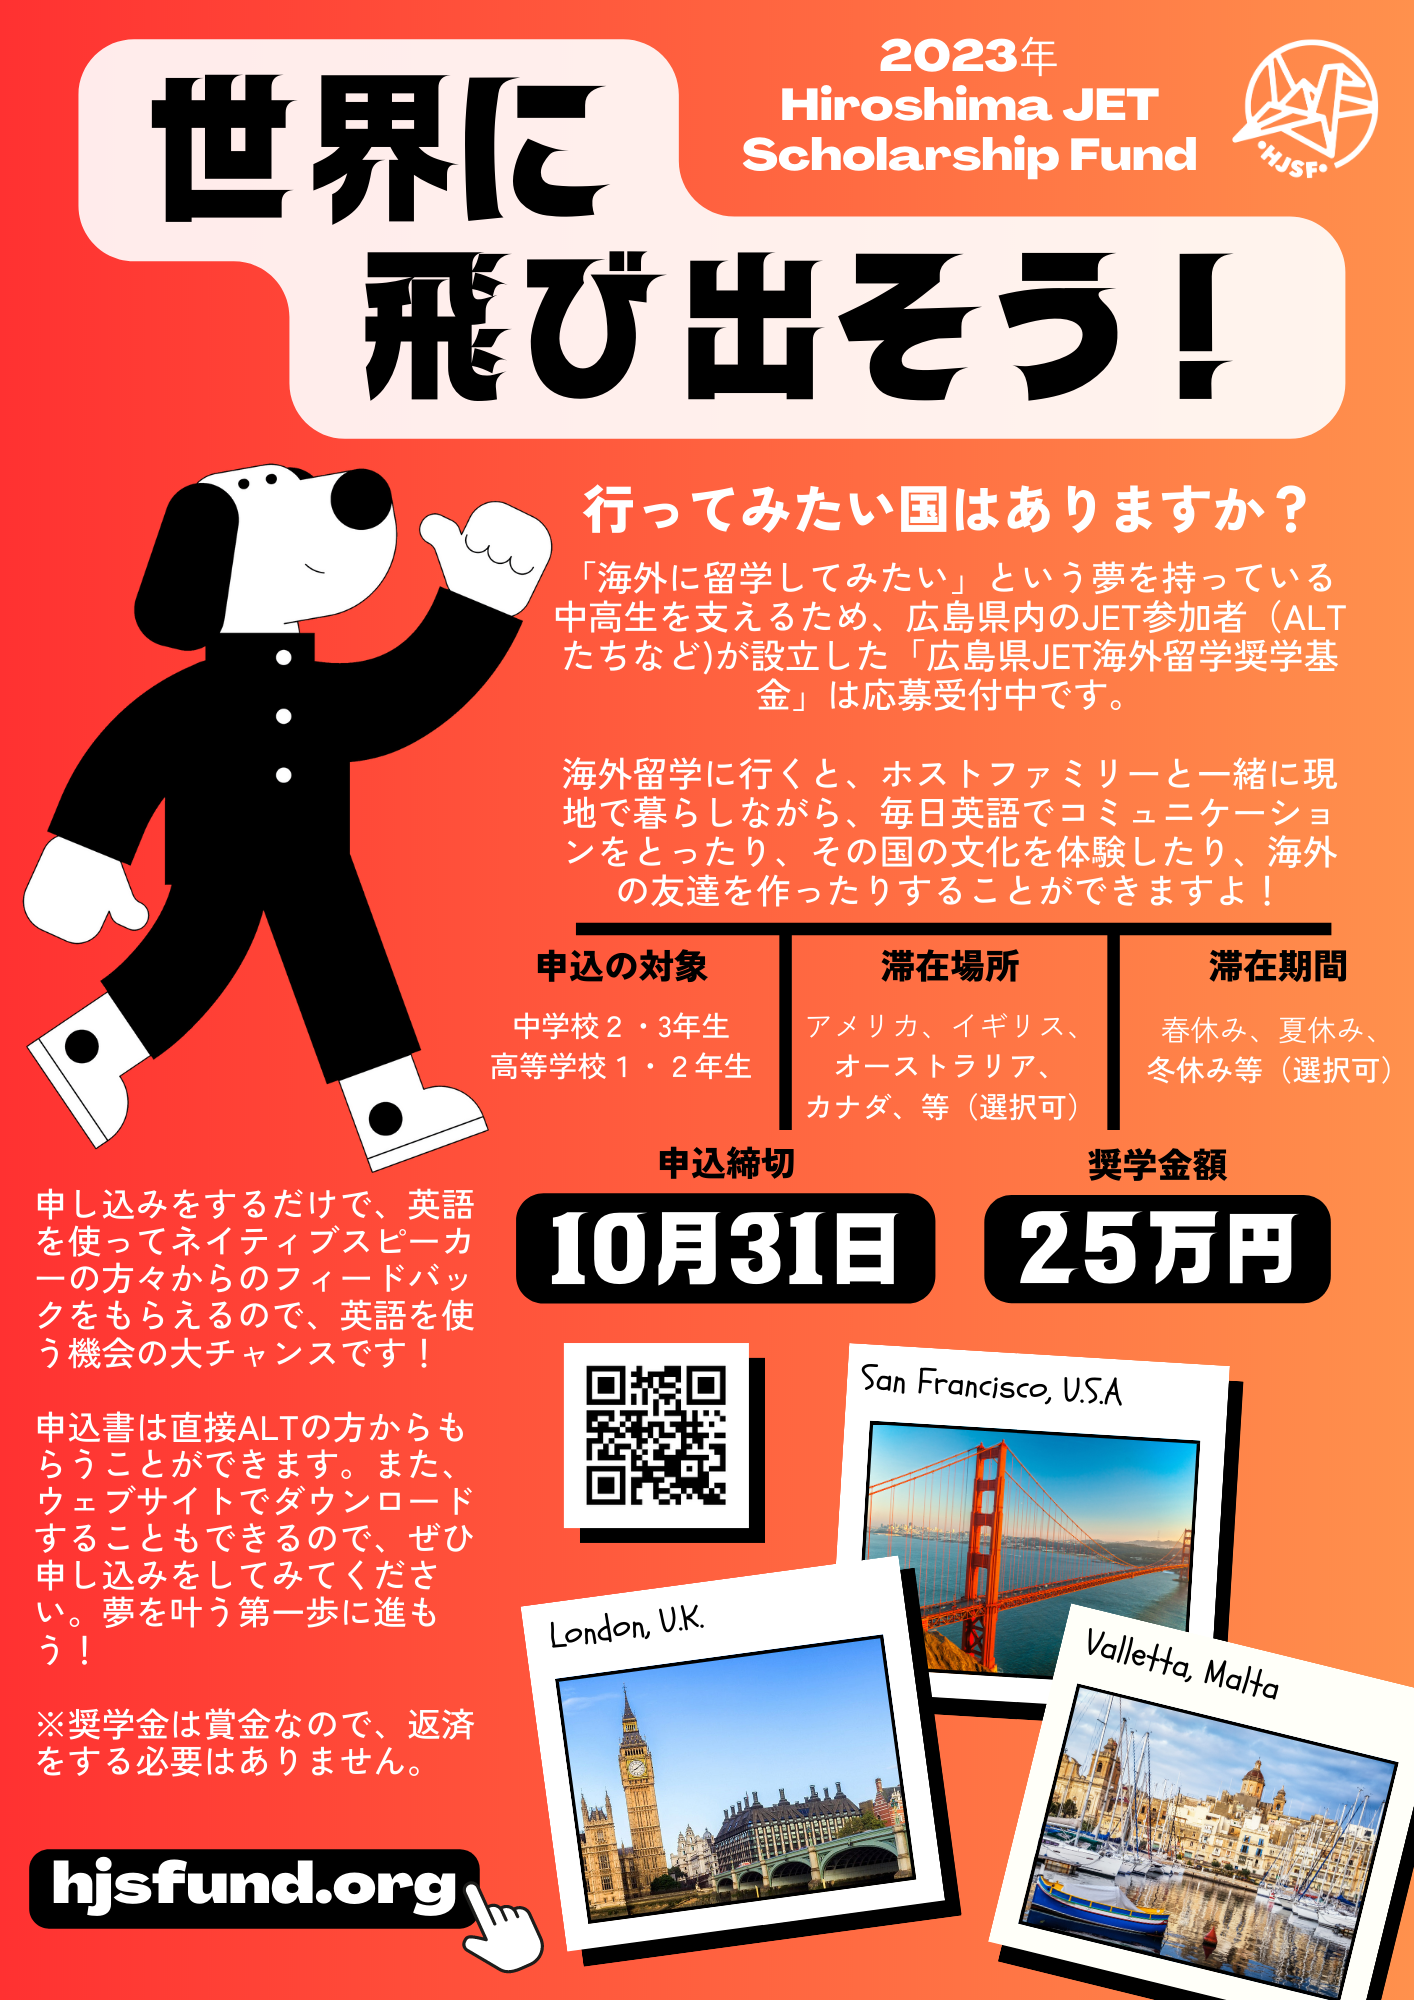 世界に
飛び出そう！
2023年
Hiroshima JET
Scholarship Fund
•HJSF•
行ってみたい国はありますか？
「海外に留学してみたい」という夢を持っている
中高生を支えるため、広島県内のJET参加者（ALT
たちなど)が設立した「広島県JET海外留学奨学基
金」は応募受付中です。
海外留学に行くと、ホストファミリーと一緒に現
地で暮らしながら、毎日英語でコミュニケーショ
ンをとったり、その国の文化を体験したり、海外
の友達を作ったりすることができますよ！
申込の対象
中学校２・3年生
高等学校１・２年生
滞在場所
アメリカ、イギリス、
オーストラリア、
カナダ、等（選択可）
滞在期間
春休み、夏休み、
冬休み等（選択可）
申込締切
10月31日
奨学金額
25万円
申し込みをするだけで、英語
を使ってネイティブスピーカ
ーの方々からのフィードバッ
クをもらえるので、英語を使
う機会の大チャンスです！
申込書は直接ALTの方からも
らうことができます。また、
ウェブサイトでダウンロード
することもできるので、ぜひ
申し込みをしてみてくださ
い。夢を叶う第一歩に進も
う！
※奨学金は賞金なので、返済
をする必要はありません。
hjsfund.org
San Francisco, U.S.A
London, U.K.
Valletta, Malta